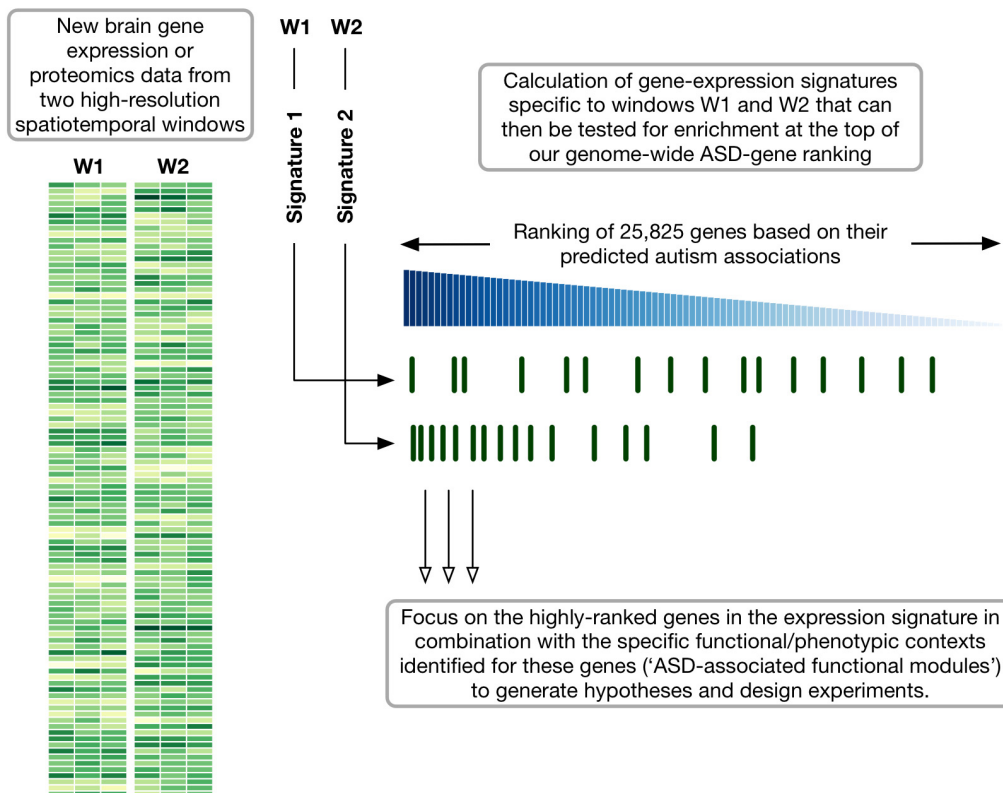 New brain gene
expression or
proteomics data from
two high-resolution
spatiotemporal windows
W1 W2
W1 W2
Signature 1
Signature 2
Calculation of gene-expression signatures
specific to windows W1 and W2 that can
then be tested for enrichment at the top of
our genome-wide ASD-gene ranking
Ranking of 25,825 genes based on their
predicted autism associations
Focus on the highly-ranked genes in the expression signature in
combination with the specific functional/phenotypic contexts
identified for these genes (‘ASD-associated functional modules’)
to generate hypotheses and design experiments.